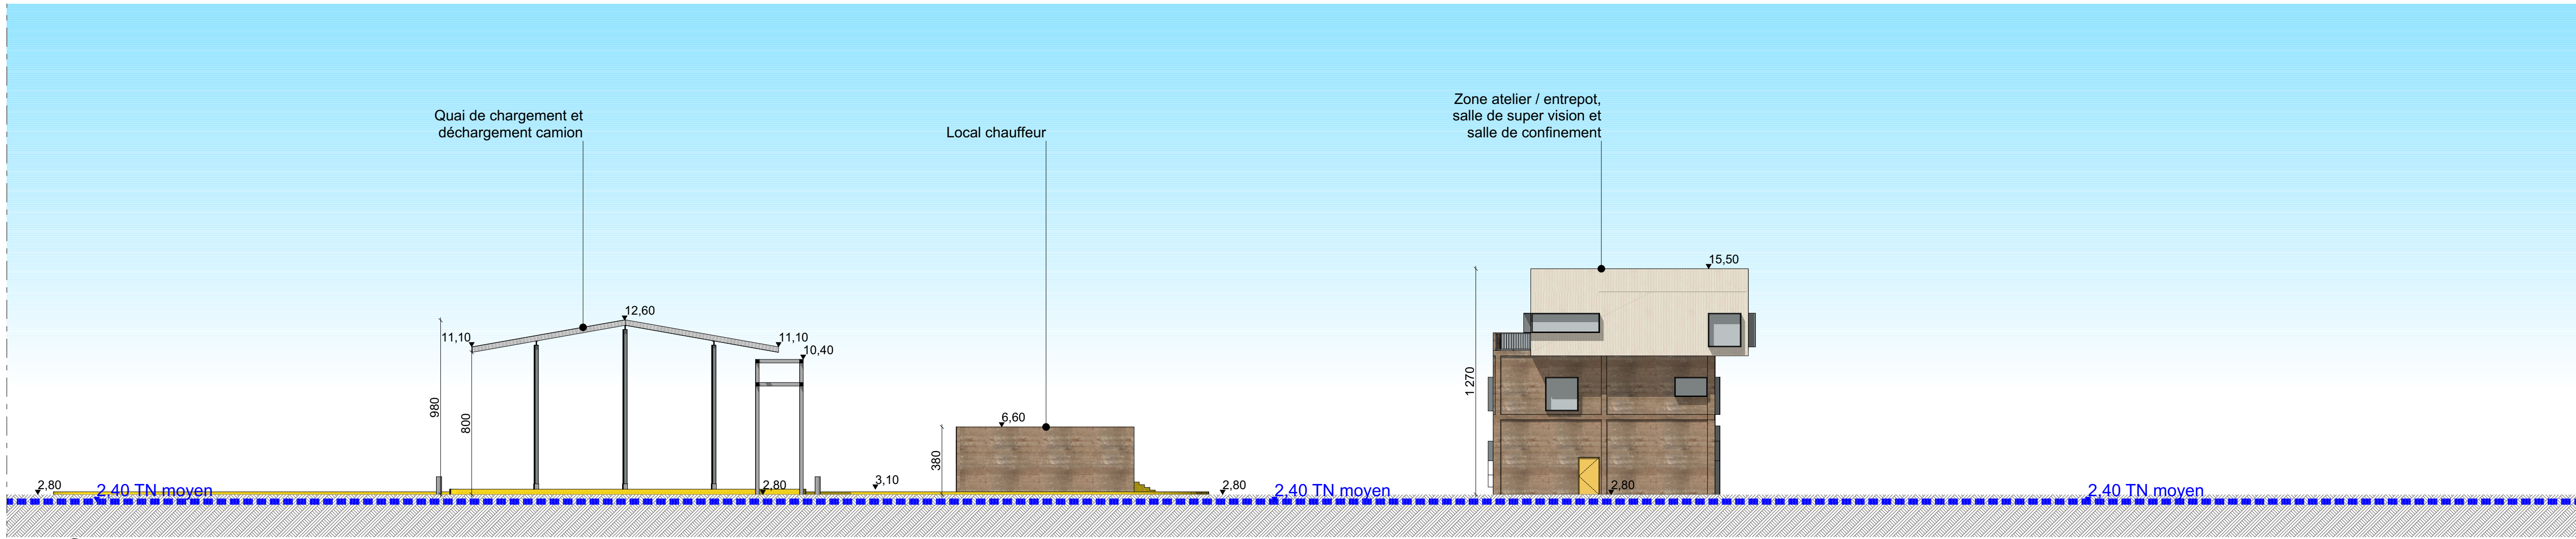 Quai de chargement et
déchargement camion
Local chauffeur
Zone atelier / entrepot,
salle de super vision et
salle de confinement
15,50
12,60
11,10
11,10
10,40
980
800
6,60
380
1 270
2,80
2,40 TN moyen
2,80
3,10
2,80
2,40 TN moyen
2,80
2,40 TN moyen